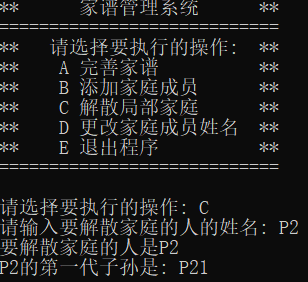 **      家谱管理系统      **
============================
**   请选择要执行的操作:  **
**    A 完善家谱          **
**    B 添加家庭成员      **
**    C 解散局部家庭      **
**    D 更改家庭成员姓名  **
**    E 退出程序          **
============================
请选择要执行的操作: C
请输入要解散家庭的人的姓名: P2
要解散家庭的人是P2
P2的第一代子孙是: P21